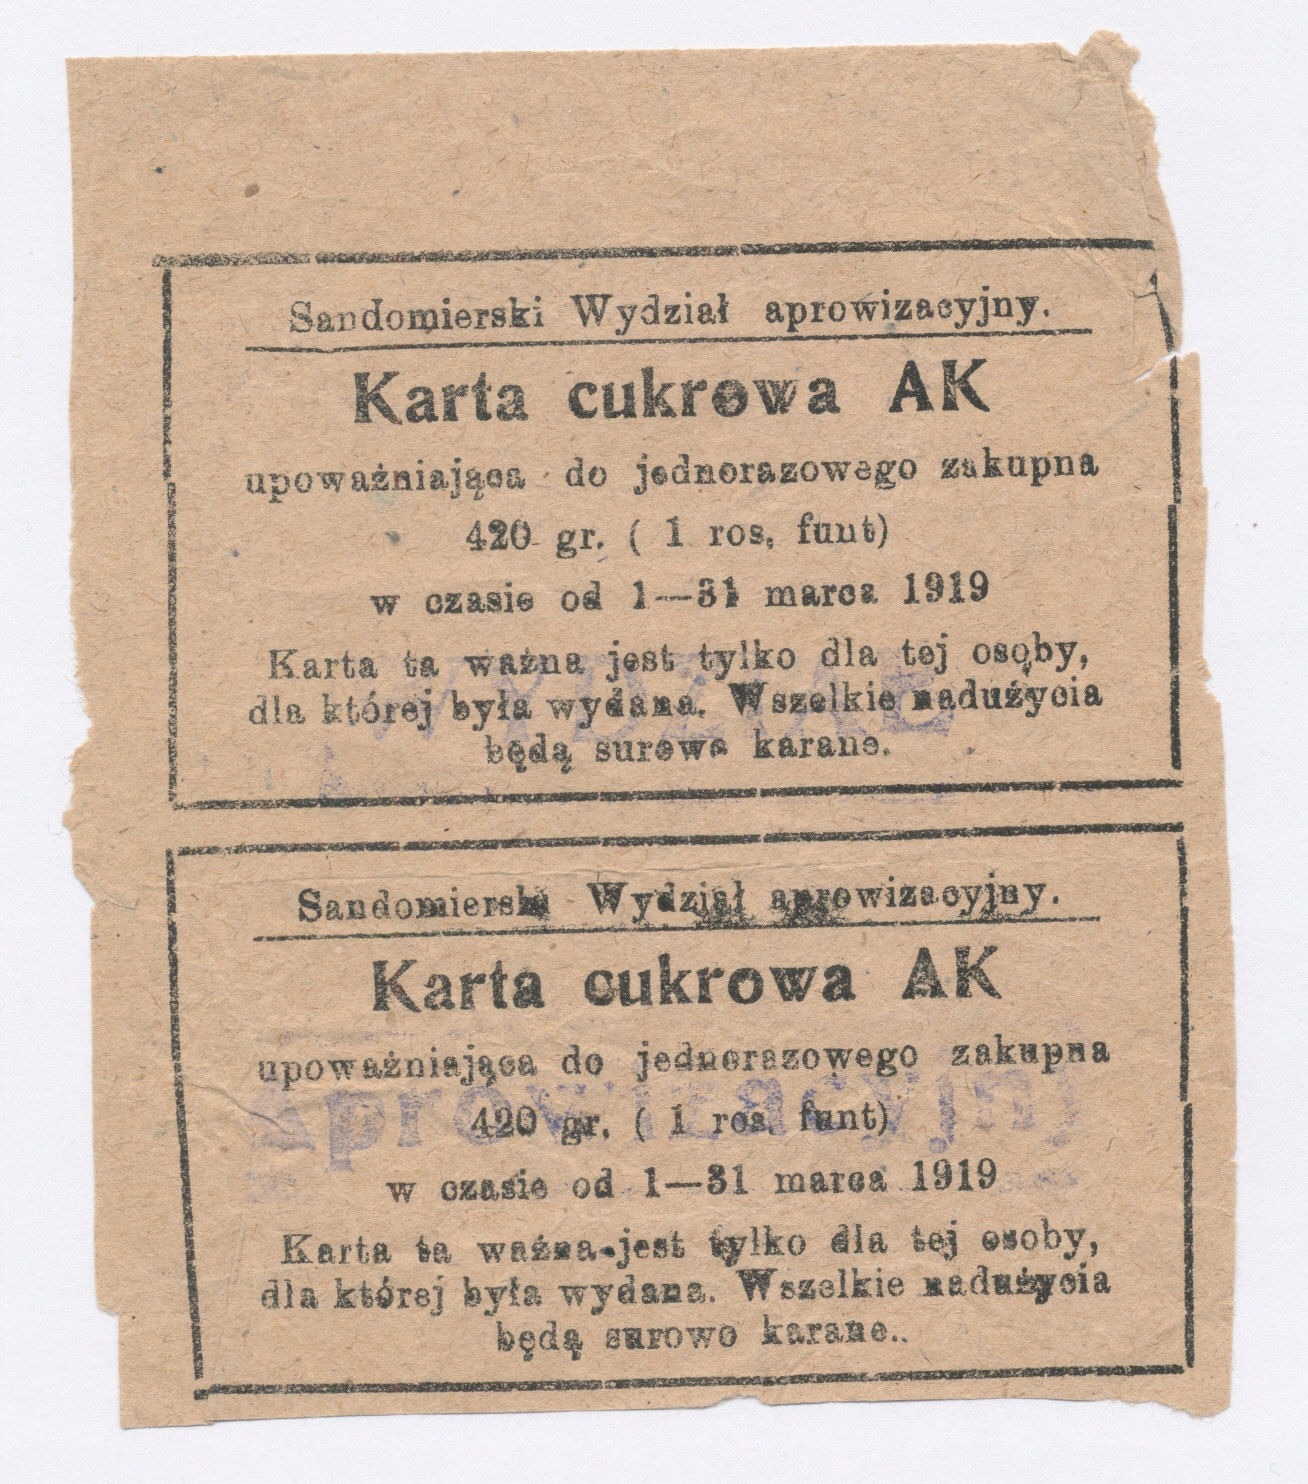 Sandomierski Wydział aprowizacyjny.
Karta cukrowa AK
upoważniająca do jednorazowego zakupna
420 gr. ( 1 ros. funt)
w czasie od 1—31 marca 1919
Karta ta ważna jest tylko dla tej osoby,
dla której była wydana. Wszelkie nadużycia
będą surowo karane.
WYDZIAŁ
Sandomierski Wydział aprowizacyjny.
Karta cukrowa AK
upoważniająca do jednorazowego zakupna
420 gr. ( 1 ros. funt)
Aprowizacyjny
w czasie od 1—31 marca 1919
Karta ta ważna jest tylko dla tej osoby,
dla której była wydana. Wszelkie nadużycia
będą surowo karane..